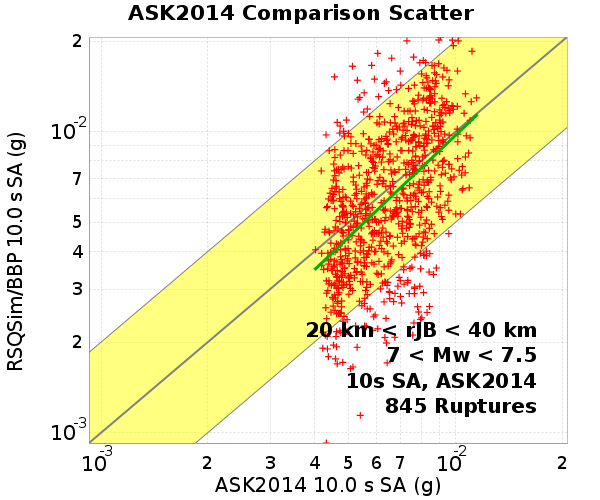 ASK2014 Comparison Scatter
RSQSim/BBP 10.0 s SA (g)
2
10-2
7
5
4
3
2
10-3
20 km < rJB < 40 km
7 < Mw < 7.5
10s SA, ASK2014
845 Ruptures
10-3 2 3 4 5 6 7 10-2 2
ASK2014 10.0 s SA (g)